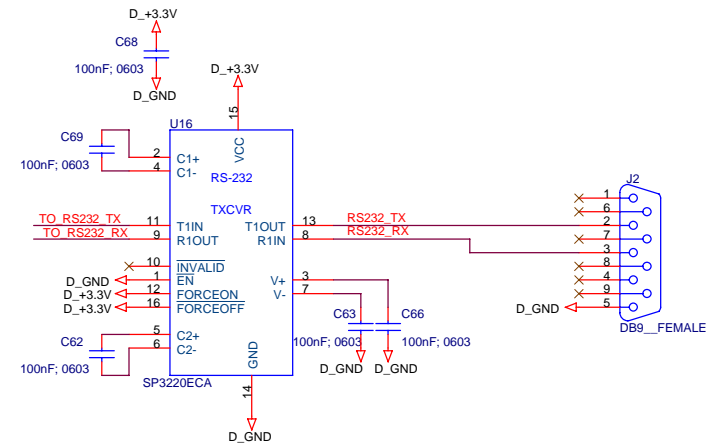 D_+3.3V
C68
100nF; 0603
D_GND
D_+3.3V
15
U16
VCC
C69
100nF; 0603
2
4
C1+
C1-
RS-232
TXCVR
J2
1
6
2
7
3
8
4
9
5
TO_RS232_TX
TO_RS232_RX
11
9
T1IN
R1OUT
T1OUT
R1IN
13
8
RS232_TX
RS232_RX
10
1
12
16
INVALID
EN
FORCEON
FORCEOFF
D_GND
D_+3.3V
D_+3.3V
V+
V-
3
7
D_GND
DB9__FEMALE
C62
100nF; 0603
5
6
C2+
C2-
C63
100nF; 0603
C66
100nF; 0603
D_GND
D_GND
GND
SP3220ECA
14
D_GND